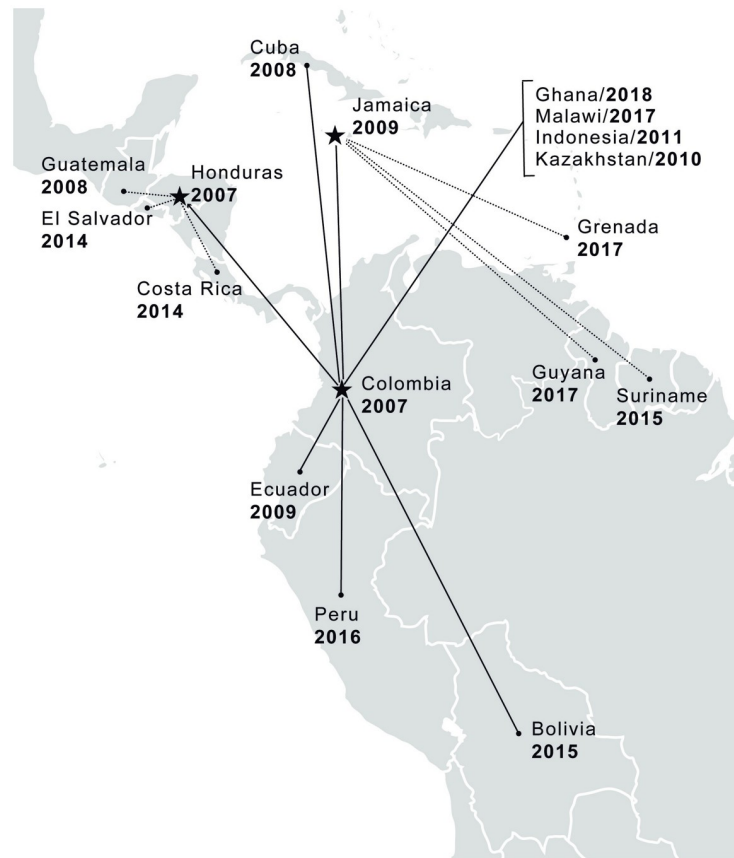 Cuba
2008
Jamaica
2009
Ghana/2018
Malawi/2017
Indonesia/2011
Kazakhstan/2010
Guatemala
2008
Honduras
2007
El Salvador
2014
Costa Rica
2014
Grenada
2017
Guyana
2017
Suriname
2015
Colombia
2007
Ecuador
2009
Peru
2016
Bolivia
2015